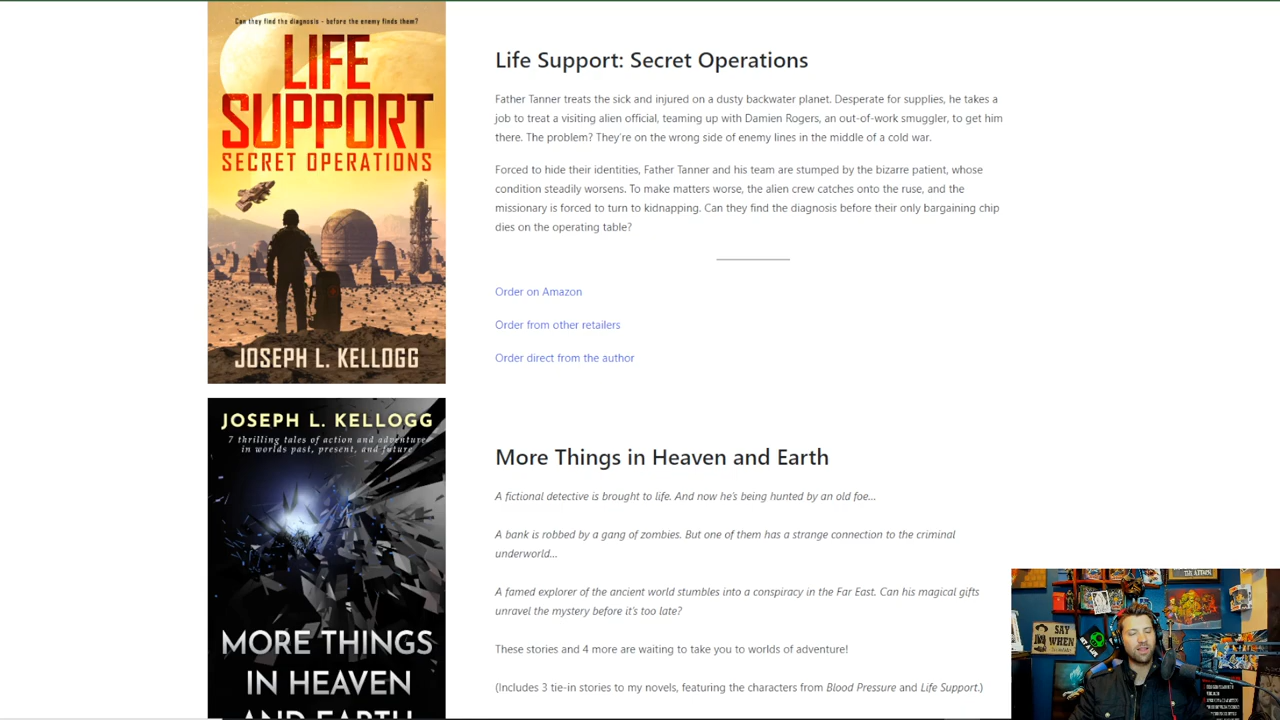 Can they find the diagnosis - before the enemy finds them?
LIFE
SUPPORT
SECRET OPERATIONS
JOSEPH L. KELLOGG
Life Support: Secret Operations
Father Tanner treats the sick and injured on a dusty backwater planet. Desperate for supplies, he takes a
job to treat a visiting alien official, teaming up with Damien Rogers, an out-of-work smuggler, to get him
there. The problem? They're on the wrong side of enemy lines in the middle of a cold war.
Forced to hide their identities, Father Tanner and his team are stumped by the bizarre patient, whose
condition steadily worsens. To make matters worse, the alien crew catches onto the ruse, and the
missionary is forced to turn to kidnapping. Can they find the diagnosis before their only bargaining chip
dies on the operating table?
Order on Amazon
Order from other retailers
Order direct from the author
JOSEPH L. KELLOGG
7 thrilling tales of action and adventure
in worlds past, present, and future
MORE THINGS
IN HEAVEN
AND EARTH
More Things in Heaven and Earth
A fictional detective is brought to life. And now he's being hunted by an old foe...
A bank is robbed by a gang of zombies. But one of them has a strange connection to the criminal
underworld...
A famed explorer of the ancient world stumbles into a conspiracy in the Far East. Can his magical gifts
unravel the mystery before it's too late?
These stories and 4 more are waiting to take you to worlds of adventure!
(Includes 3 tie-in stories to my novels, featuring the characters from Blood Pressure and Life Support.)
SAY
WHEN